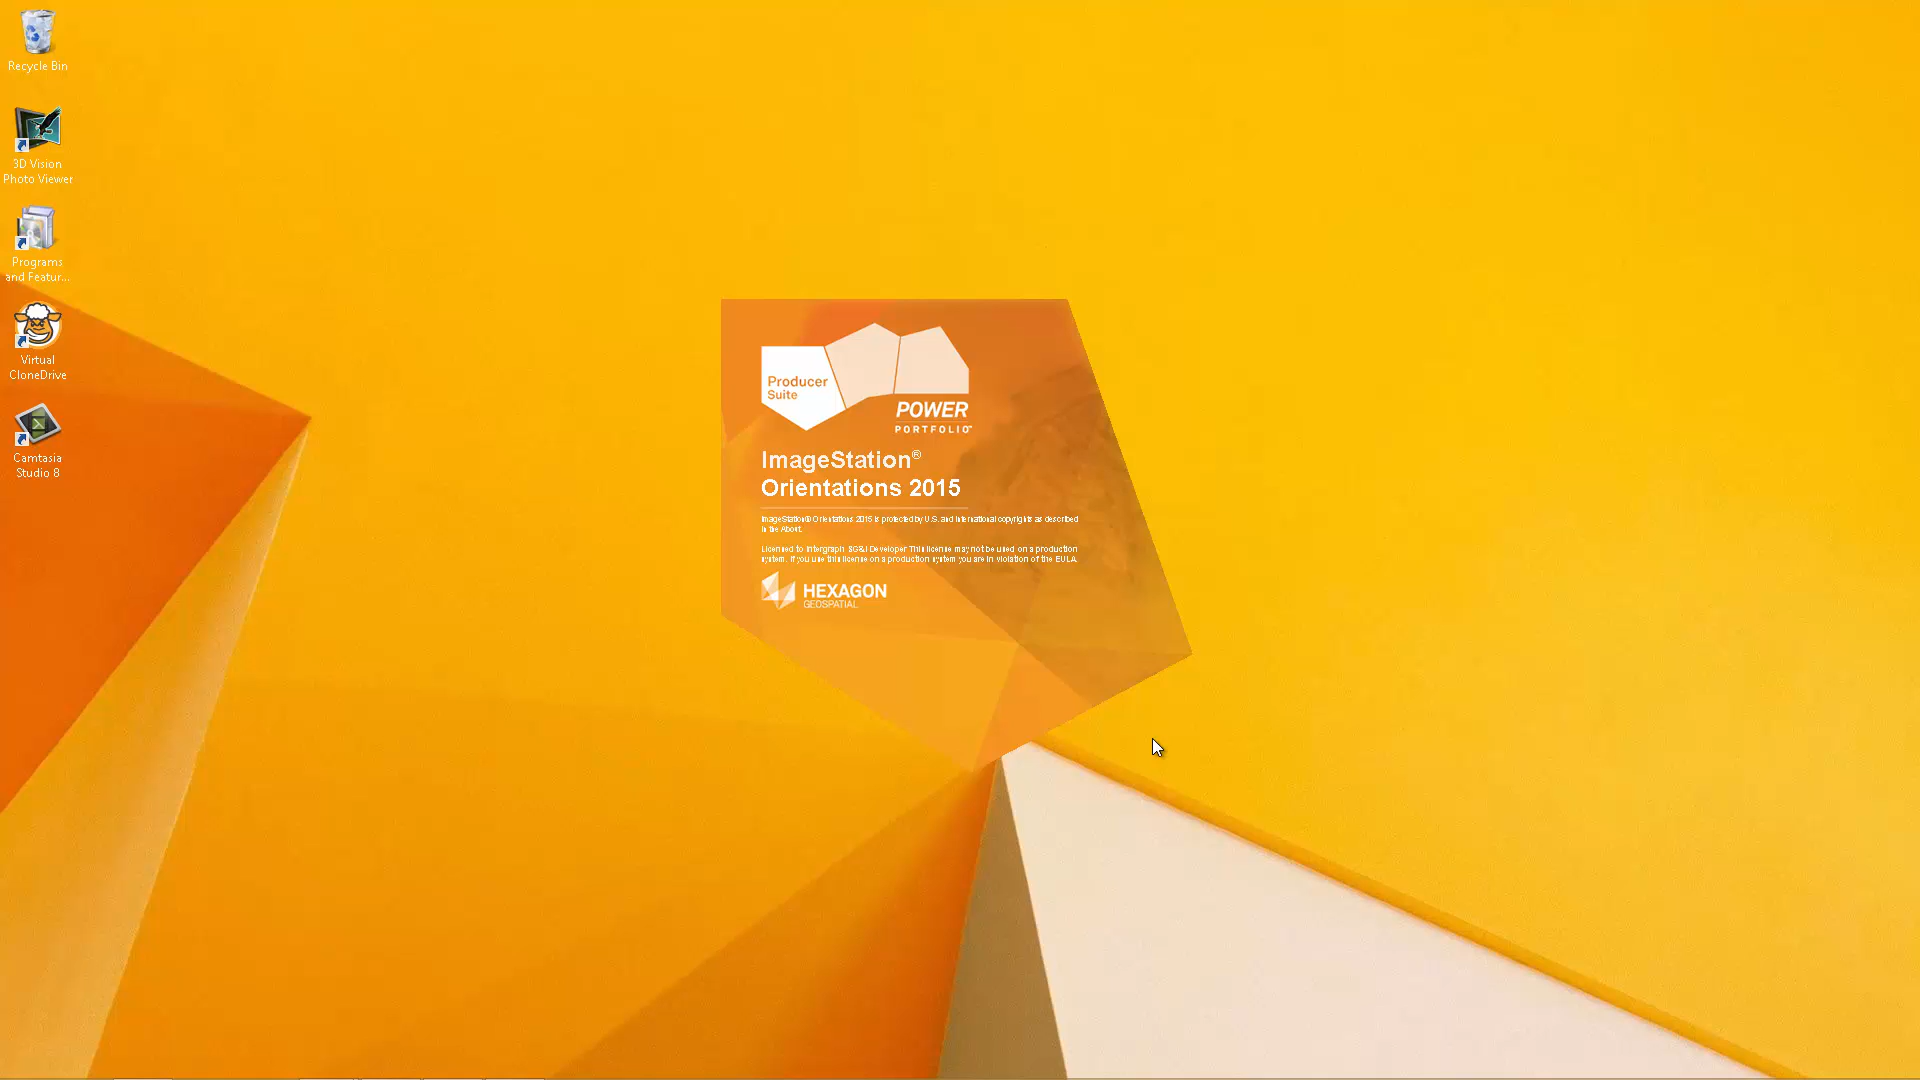 Recycle Bin
3D Vision
Photo Viewer
Programs
and Featur...
Virtual
CloneDrive
Camtasia
Studio 8
Producer
Suite
POWER
PORTFOLIO™
ImageStation®
Orientations 2015
ImageStation® Orientations 2015 is protected by U.S. and international copyrights as described
in the About.
Licensed to Intergraph SG&I Developer This license may not be used on a production
system. If you use this license on a production system you are in violation of the EULA.
HEXAGON
GEOSPATIAL